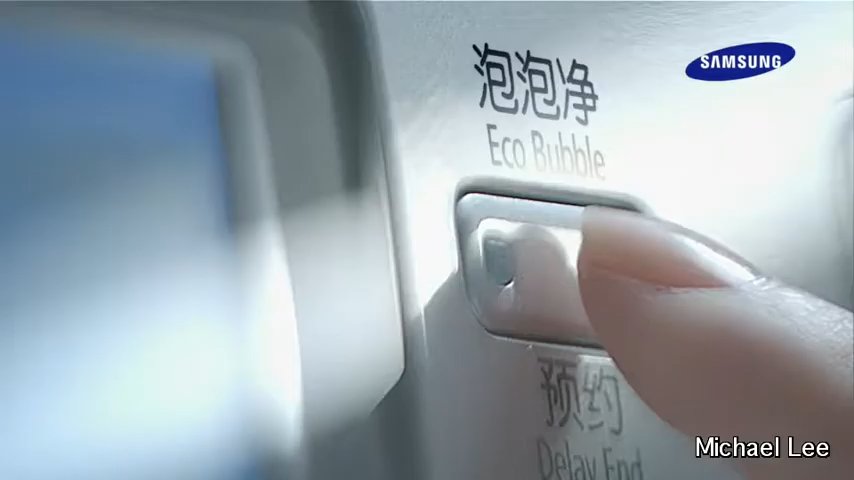 泡泡净
Eco Bubble
SAMSUNG
预约
Delay End
Michael Lee